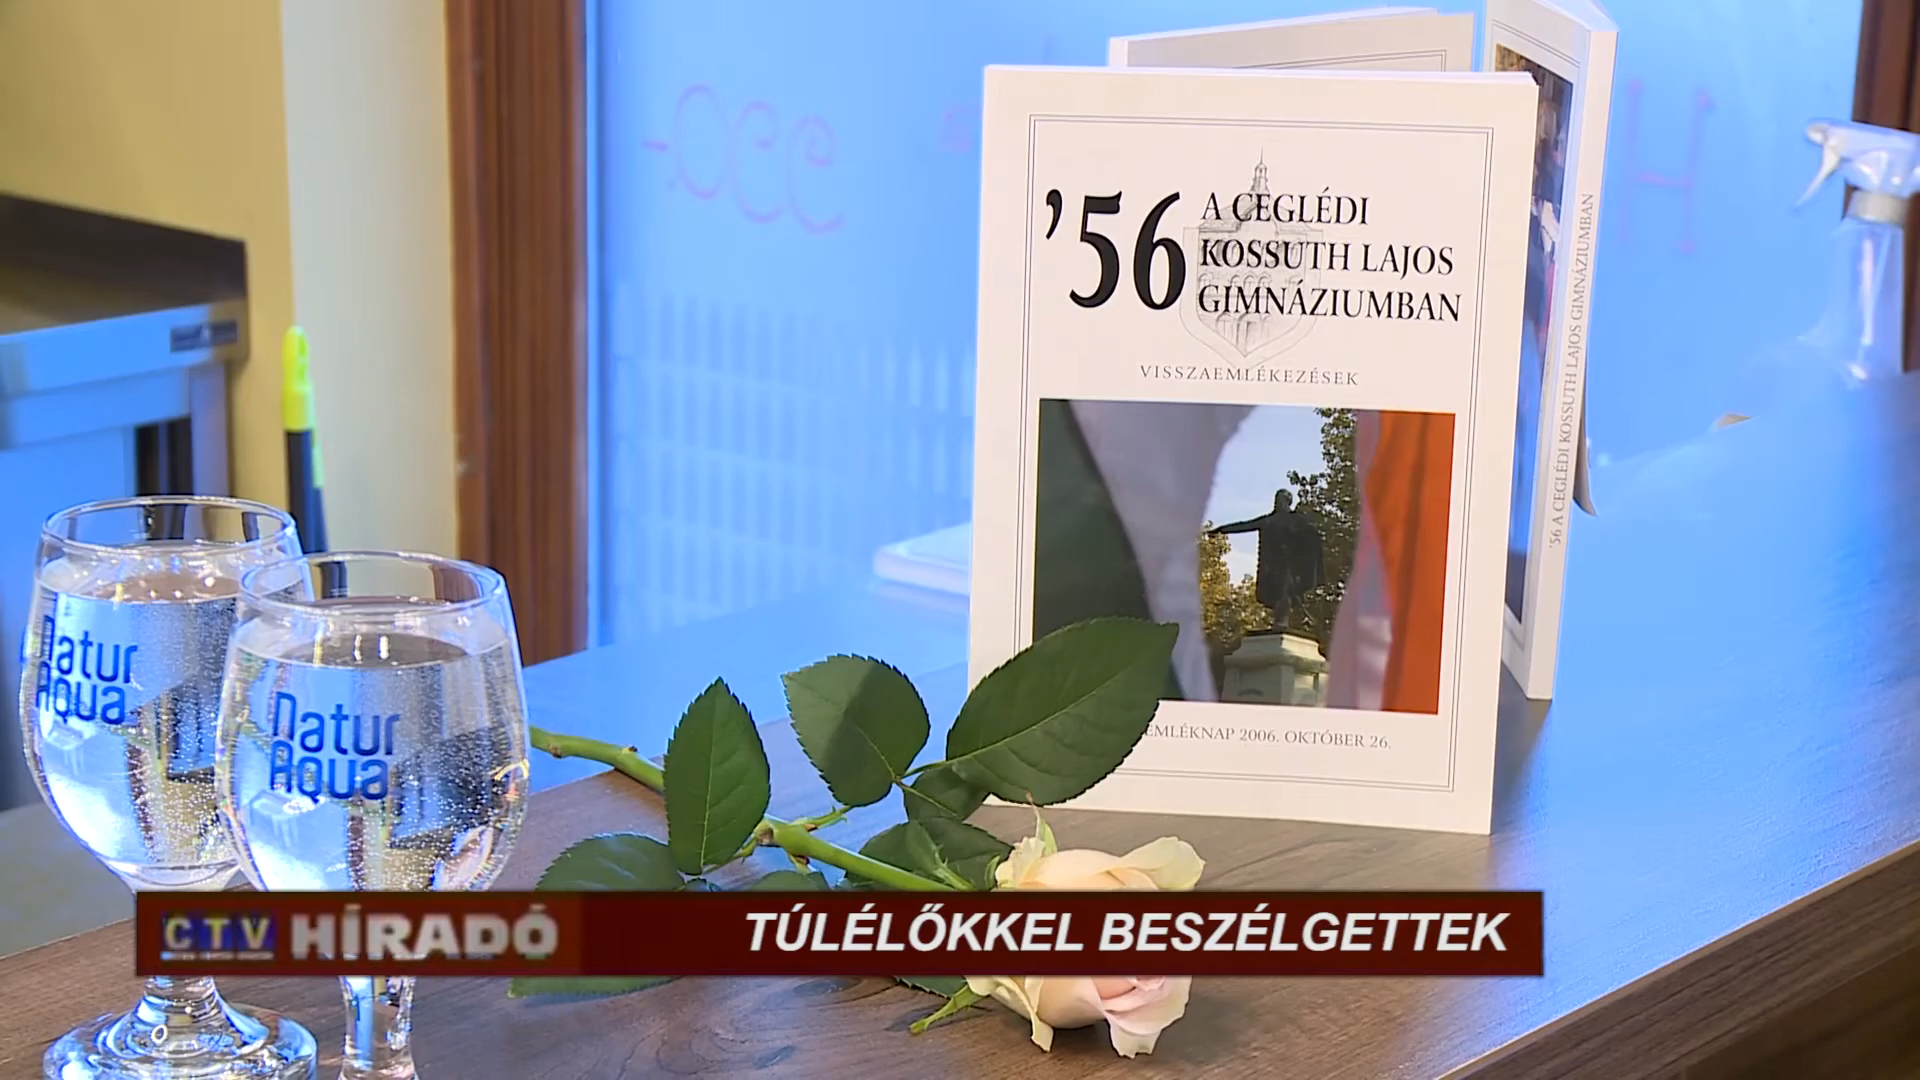 '56
A CEGLÉDI
KOSSUTH LAJOS
GIMNÁZIUMBAN
VISSZAEMLÉKEZÉSEK
EMLÉKNAP 2006. OKTÓBER 26.
'56 A CEGLÉDI KOSSUTH LAJOS GIMNÁZIUMBAN
Natur
Aqua
Natur
Aqua
CTV HÍRADÓ
TÚLÉLŐKKEL BESZÉLGETTEK